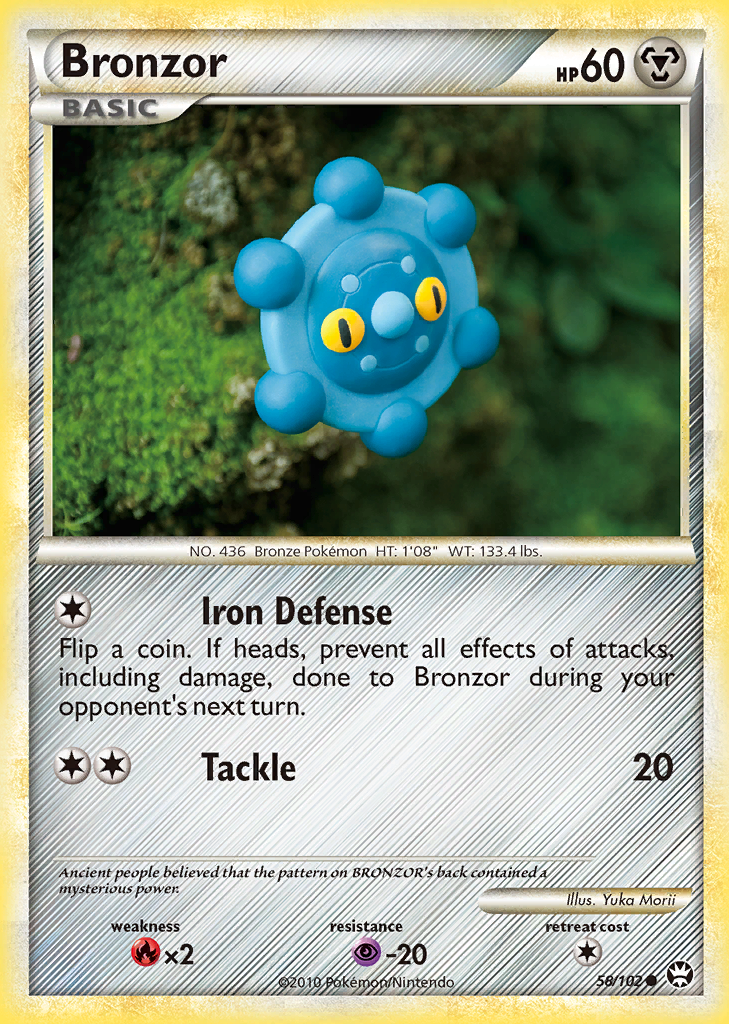 Bronzor
HP60
BASIC
NO. 436 Bronze Pokémon HT: 1'08" WT: 133.4 lbs.
Iron Defense
Flip a coin. If heads, prevent all effects of attacks,
including damage, done to Bronzor during your
opponent's next turn.
Tackle 20
Ancient people believed that the pattern on BRONZOR's back contained a
mysterious power.
Illus. Yuka Morii
weakness resistance retreat cost
×2 -20
©2010 Pokémon/Nintendo 58/102